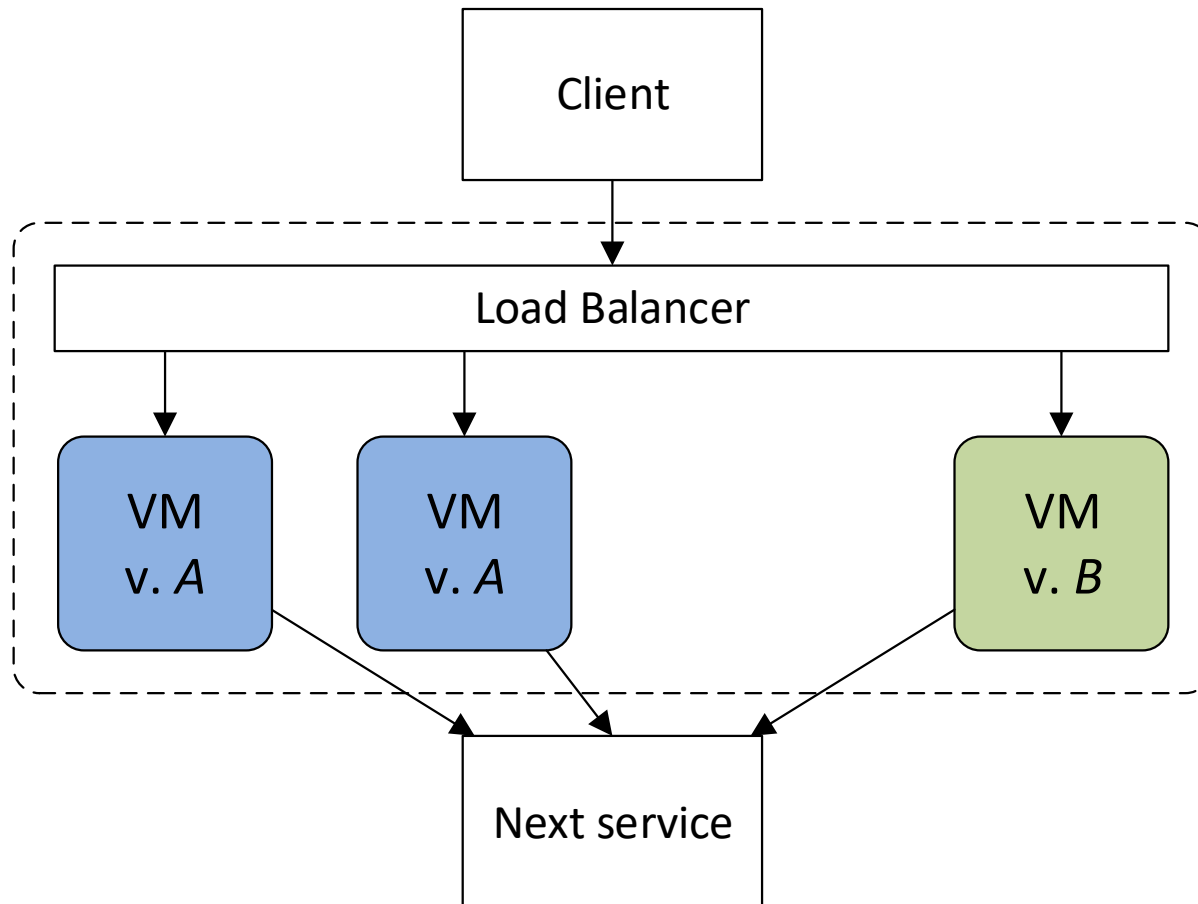 Client
Load Balancer
VM
v. A
VM
v. A
VM
v. B
Next service